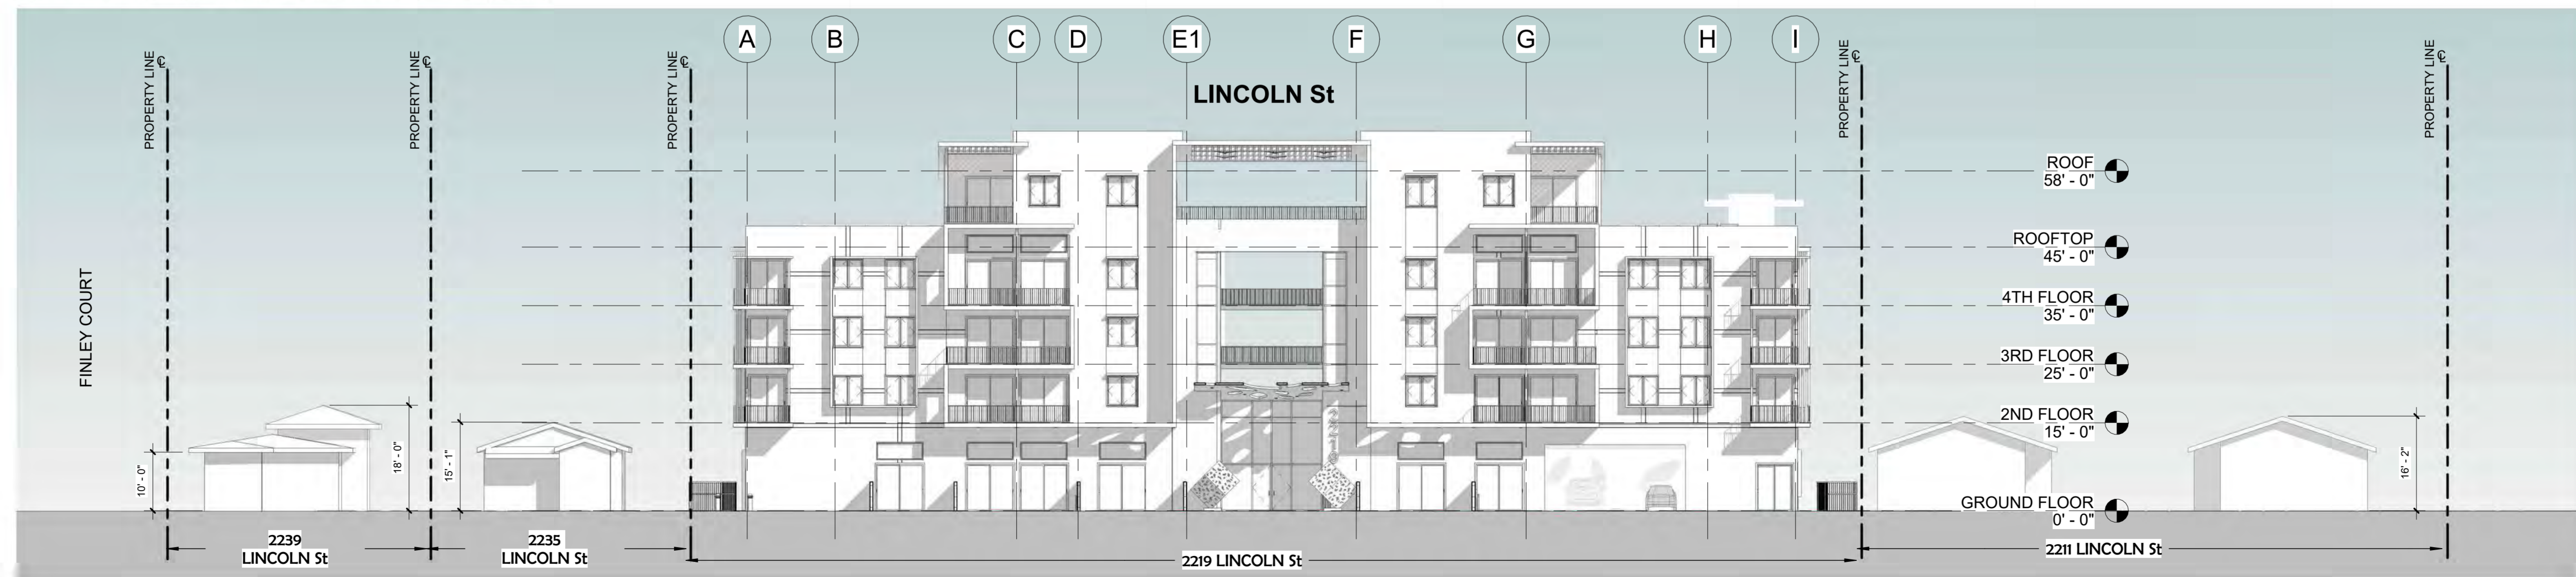 A
B
C
D
E1
F
G
H
I
PROPERTY LINE
PROPERTY LINE
PROPERTY LINE
PROPERTY LINE
PROPERTY LINE
LINCOLN St
ROOF
58' - 0"
ROOFTOP
45' - 0"
4TH FLOOR
35' - 0"
3RD FLOOR
25' - 0"
2ND FLOOR
15' - 0"
GROUND FLOOR
0' - 0"
FINLEY COURT
10' - 0"
18' - 0"
15' - 1"
16' - 2"
2239
LINCOLN St
2235
LINCOLN St
2219 LINCOLN St
2211 LINCOLN St